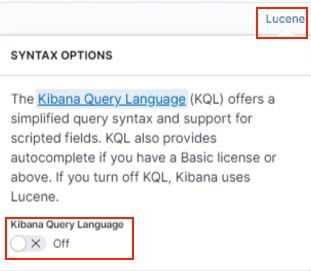 Lucene
SYNTAX OPTIONS
The Kibana Query Language (KQL) offers a
simplified query syntax and support for
scripted fields. KQL also provides
autocomplete if you have a Basic license or
above. If you turn off KQL, Kibana uses
Lucene.
Kibana Query Language
Off